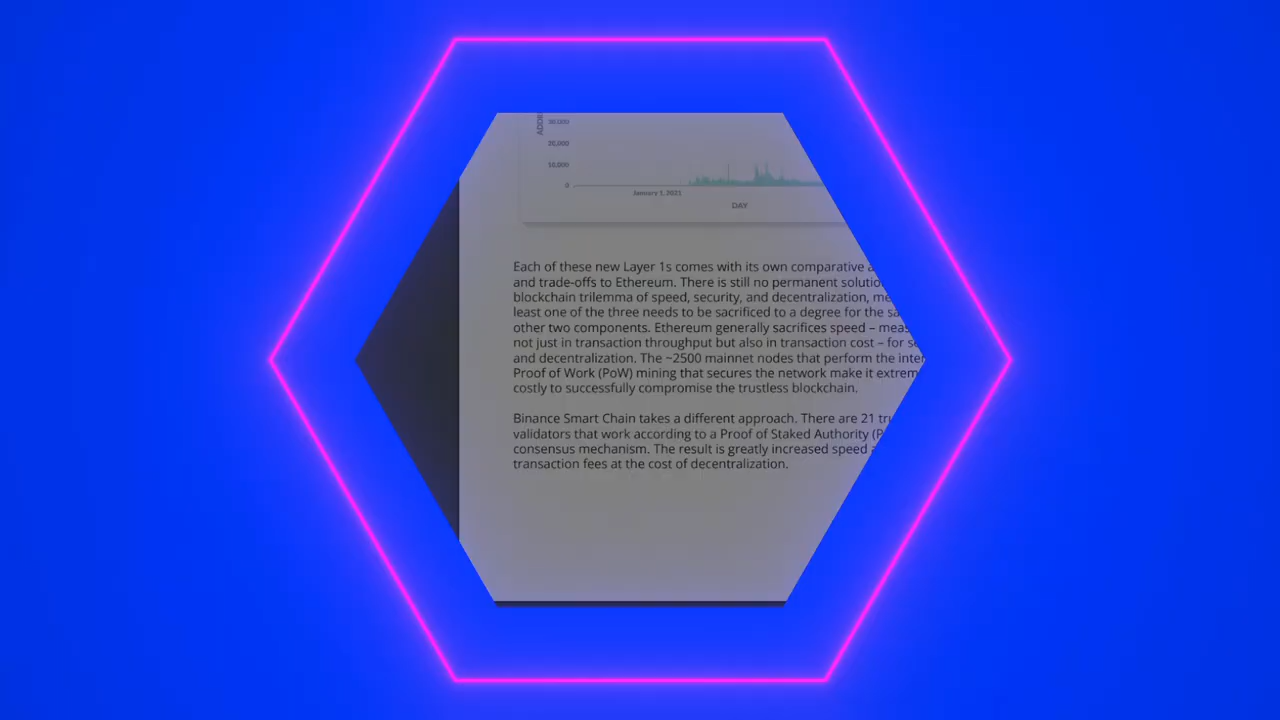 30,000
20,000
10,000
0
January 1, 2021
DAY
Each of these new Layer 1s comes with its own comparative
and trade-offs to Ethereum. There is still no permanent
blockchain trilemma of speed, security, and decentralization,
least one of the three needs to be sacrificed to a degree for the
other two components. Ethereum generally sacrifices speed –
not just in transaction throughput but also in transaction cost – for
and decentralization. The ~2500 mainnet nodes that perform the
Proof of Work (PoW) mining that secures the network make it
costly to successfully compromise the trustless blockchain.
Binance Smart Chain takes a different approach. There are 21
validators that work according to a Proof of Staked Authority
consensus mechanism. The result is greatly increased speed
transaction fees at the cost of decentralization.